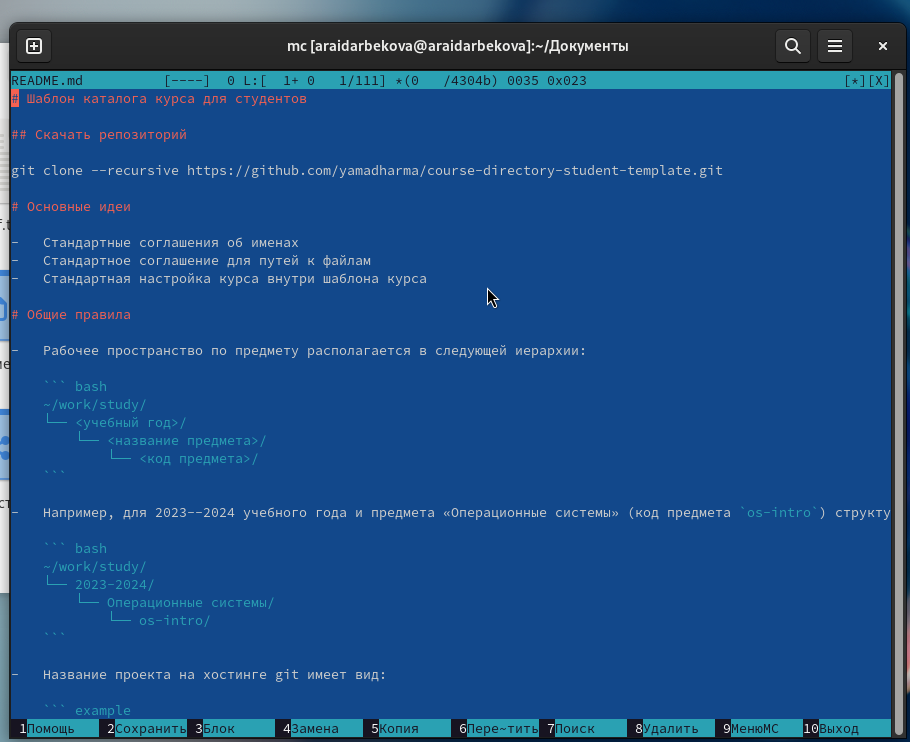 mc [araidarbekova@araidarbekova]:~/Документы
README.md [----] 0 L:[ 1+ 0 1/111] *(0 /4304b) 0035 0x023 [*][X]
# Шаблон каталога курса для студентов
## Скачать репозиторий
git clone --recursive https://github.com/yamadharma/course-directory-student-template.git
# Основные идеи
- Стандартные соглашения об именах
- Стандартное соглашение для путей к файлам
- Стандартная настройка курса внутри шаблона курса
# Общие правила
- Рабочее пространство по предмету располагается в следующей иерархии:
``` bash
~/work/study/
└── <учебный год>/
└── <название предмета>/
└── <код предмета>/
```
- Например, для 2023--2024 учебного года и предмета «Операционные системы» (код предмета `os-intro`) структу
``` bash
~/work/study/
└── 2023-2024/
└── Операционные системы/
└── os-intro/
```
- Название проекта на хостинге git имеет вид:
``` example
1Помощь 2Сохранить 3Блок 4Замена 5Копия 6Пере~тить 7Поиск 8Удалить 9МенюMC 10Выход